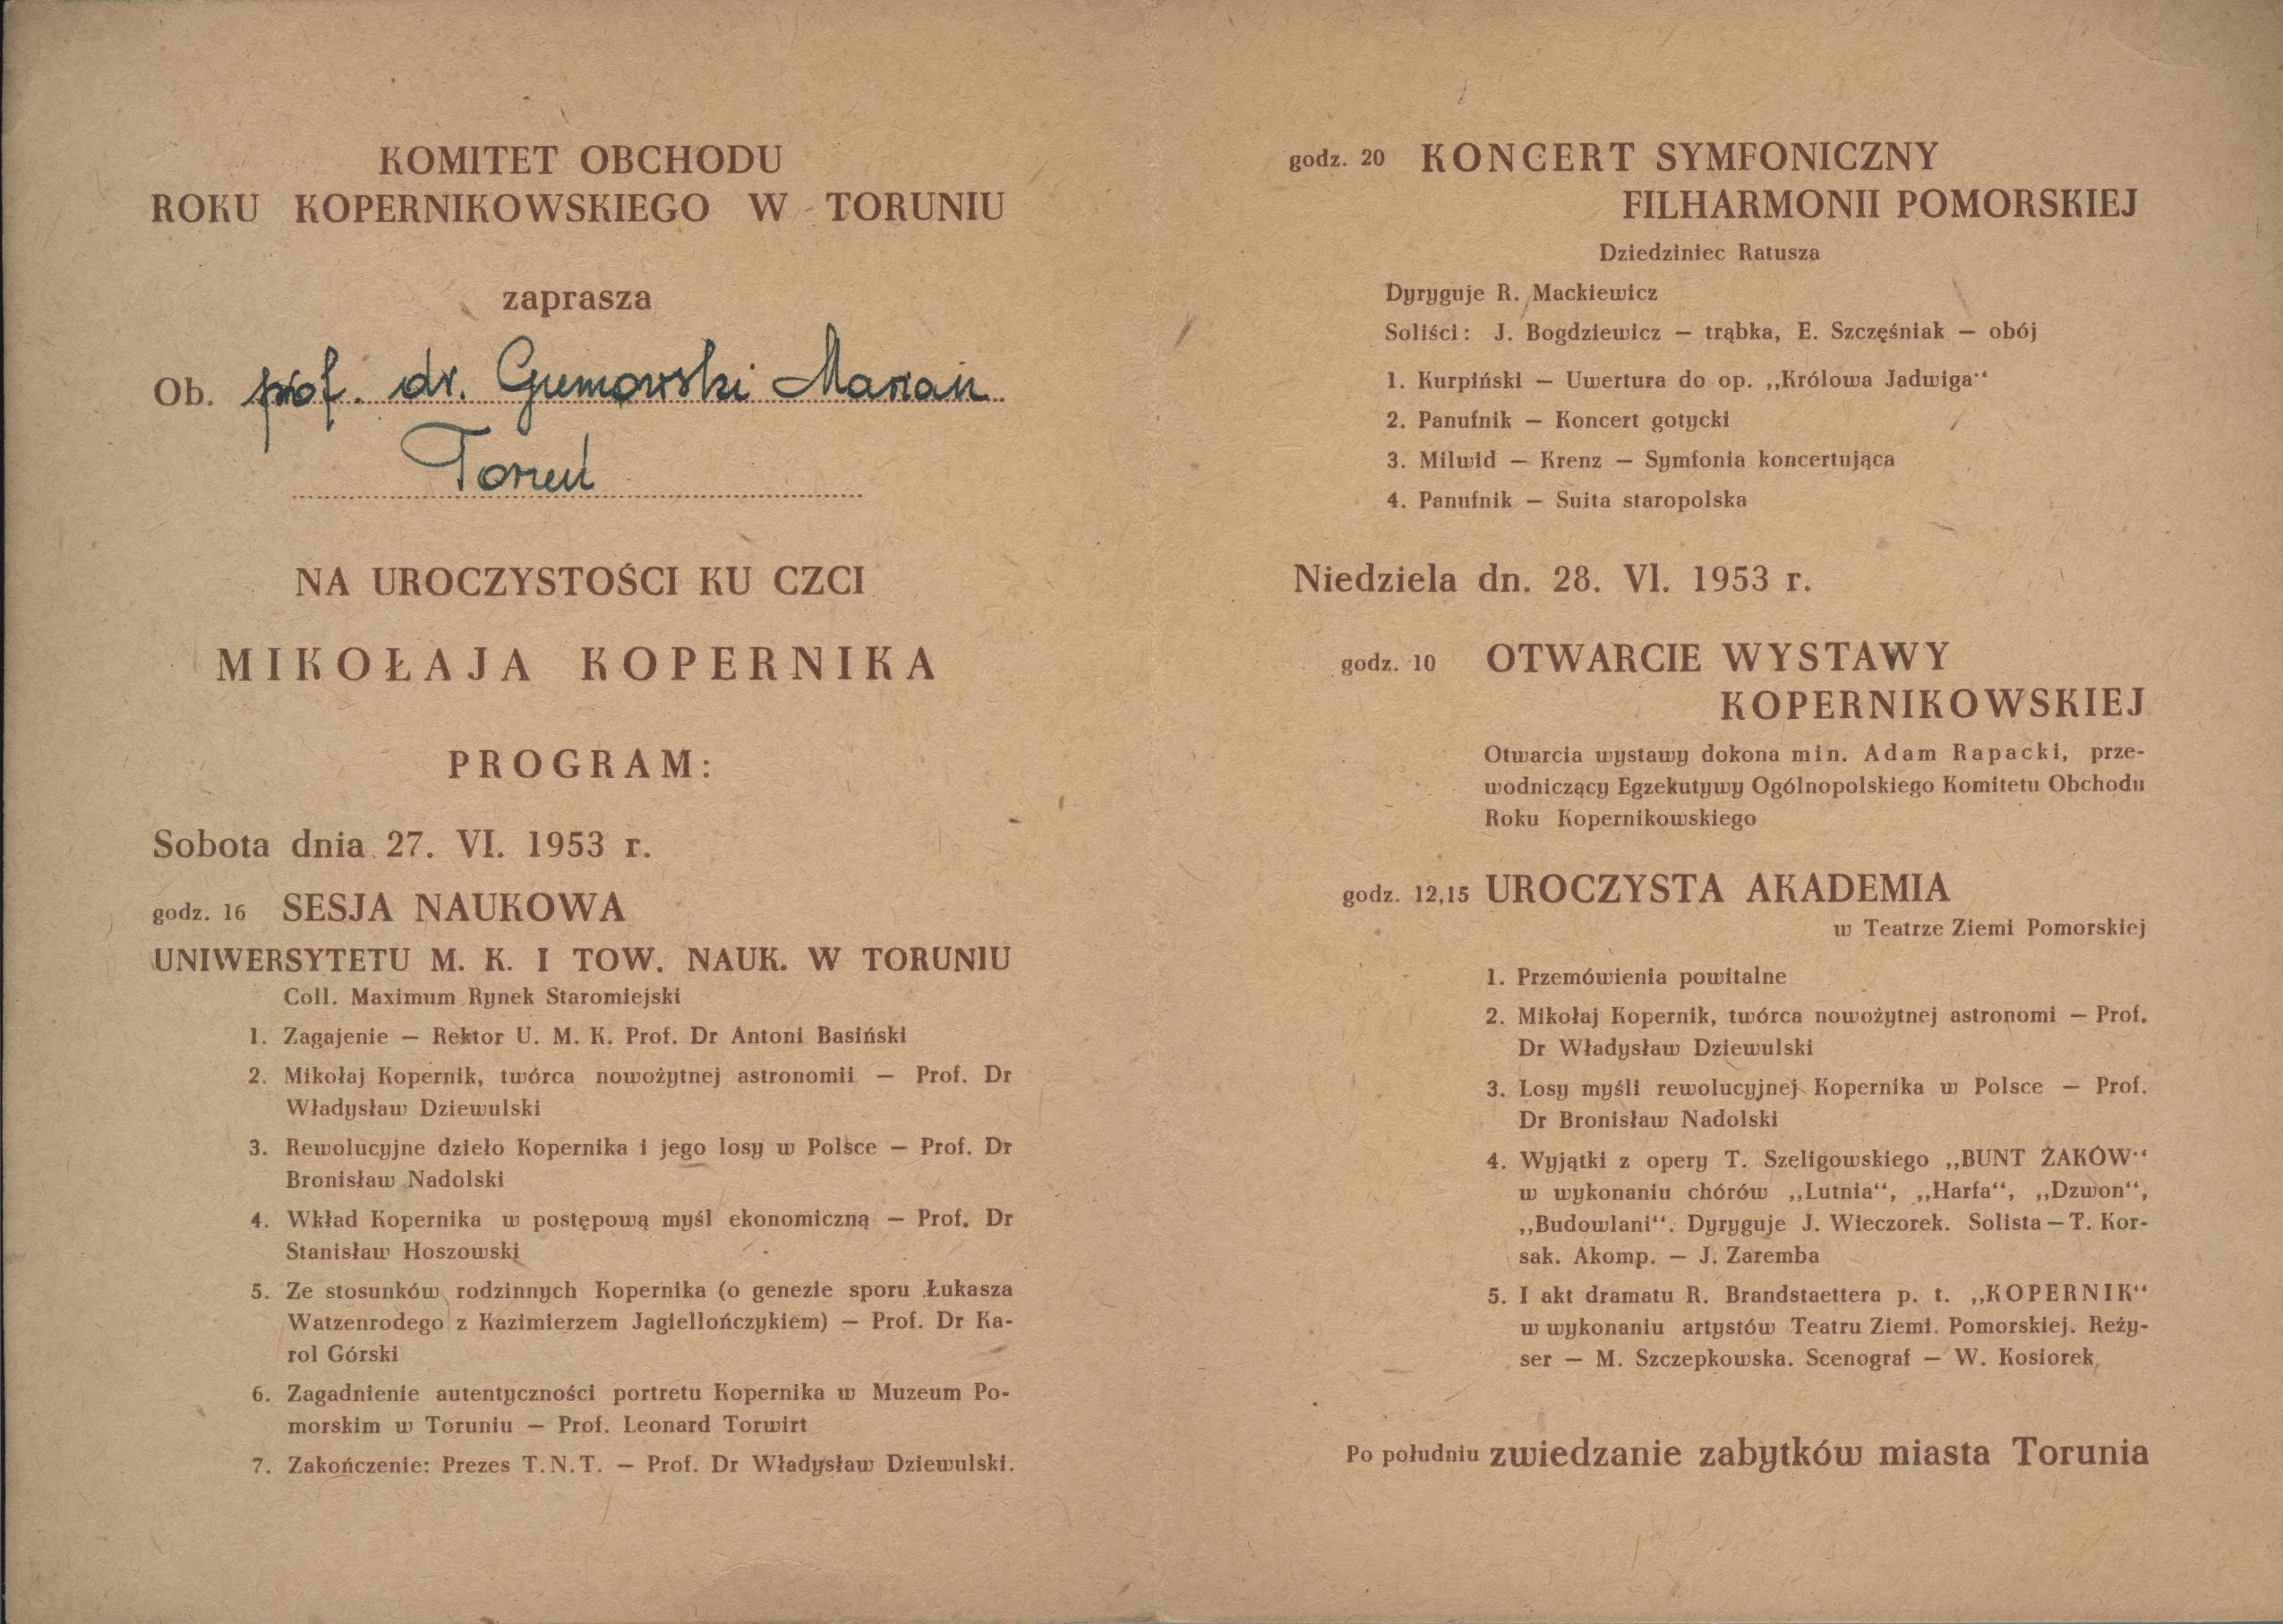 KOMITET OBCHODU
ROKU KOPERNIKOWSKIEGO W TORUNIU
zaprasza
Ob. prof. dr. Gumowski Marian
Toruń
NA UROCZYSTOŚCI KU CZCI
MIKOŁAJA KOPERNIKA
PROGRAM:
Sobota dnia 27. VI. 1953 r.
godz. 16 SESJA NAUKOWA
UNIWERSYTETU M. K. I TOW. NAUK. W TORUNIU
Coll. Maximum Rynek Staromiejski
1. Zagajenie — Rektor U. M. K. Prof. Dr Antoni Basiński
2. Mikołaj Kopernik, twórca nowożytnej astronomii — Prof. Dr
Władysław Dziewulski
3. Rewolucyjne dzieło Kopernika i jego losy w Polsce — Prof. Dr
Bronisław Nadolski
4. Wkład Kopernika w postępową myśl ekonomiczną — Prof. Dr
Stanisław Hoszowski
5. Ze stosunków rodzinnych Kopernika (o genezie sporu Łukasza
Watzenrodego z Kazimierzem Jagiellończykiem) — Prof. Dr Ka-
rol Górski
6. Zagadnienie autentyczności portretu Kopernika w Muzeum Po-
morskim w Toruniu — Prof. Leonard Torwirt
7. Zakończenie: Prezes T.N.T. — Prof. Dr Władysław Dziewulski.
godz. 20 KONCERT SYMFONICZNY
FILHARMONII POMORSKIEJ
Dziedziniec Ratusza
Dyryguje R. Mackiewicz
Soliści: J. Bogdziewicz — trąbka, E. Szczęśniak — obój
1. Kurpiński — Uwertura do op. „Królowa Jadwiga“
2. Panufnik — Koncert gotycki
3. Milwid — Krenz — Symfonia koncertująca
4. Panufnik — Suita staropolska
Niedziela dn. 28. VI. 1953 r.
godz. 10 OTWARCIE WYSTAWY
KOPERNIKOWSKIEJ
Otwarcia wystawy dokona min. Adam Rapacki, prze-
wodniczący Egzekutywy Ogólnopolskiego Komitetu Obchodu
Roku Kopernikowskiego
godz. 12,15 UROCZYSTA AKADEMIA
w Teatrze Ziemi Pomorskiej
1. Przemówienia powitalne
2. Mikołaj Kopernik, twórca nowożytnej astronomi — Prof.
Dr Władysław Dziewulski
3. Losy myśli rewolucyjnej Kopernika w Polsce — Prof.
Dr Bronisław Nadolski
4. Wyjątki z opery T. Szeligowskiego „BUNT ŻAKÓW“
w wykonaniu chórów „Lutnia“, „Harfa“, „Dzwon“,
„Budowlani“. Dyryguje J. Wieczorek. Solista — T. Kor-
sak. Akomp. — J. Zaremba
5. I akt dramatu R. Brandstaettera p. t. „KOPERNIK“
w wykonaniu artystów Teatru Ziemi. Pomorskiej. Reży-
ser — M. Szczepkowska. Scenograf — W. Kosiorek
Po południu zwiedzanie zabytków miasta Torunia